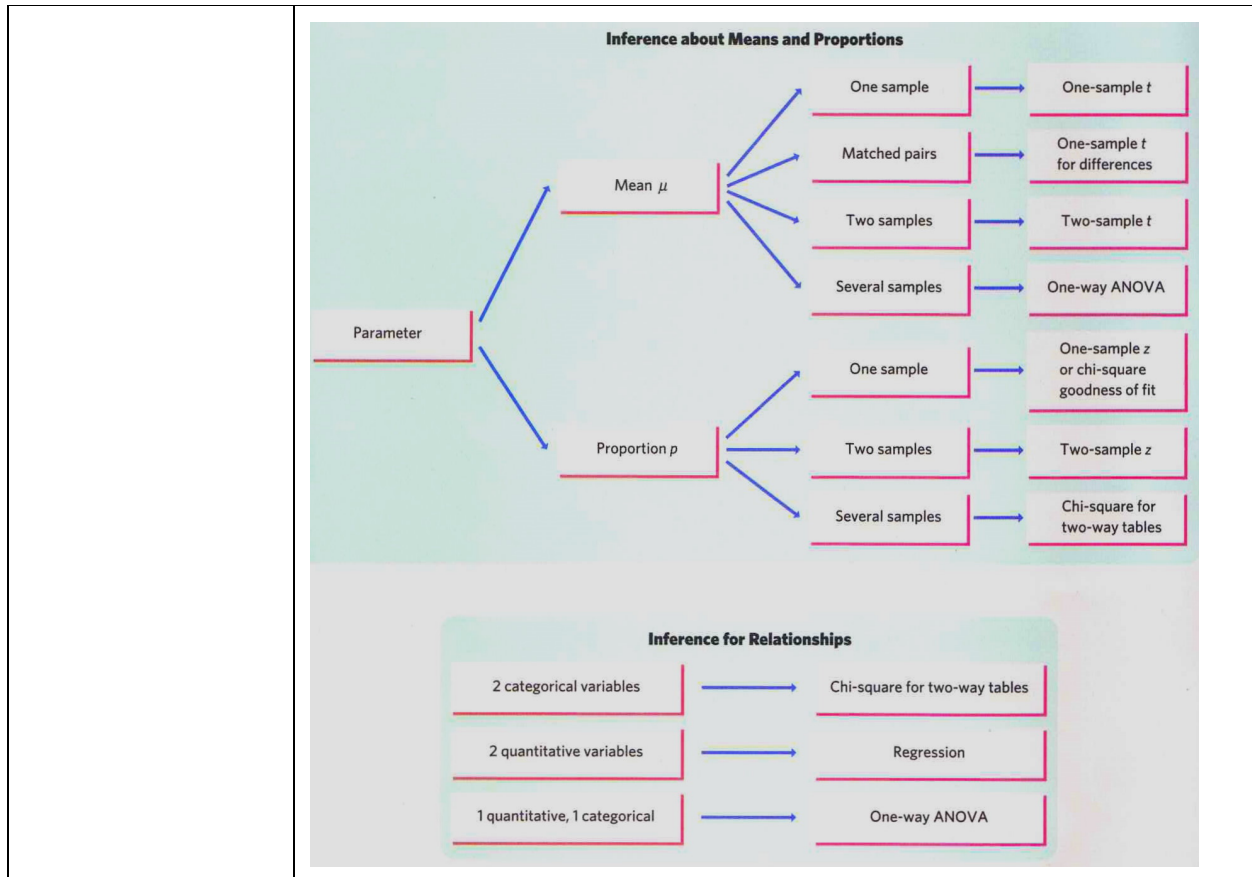 Inference about Means and Proportions
One sample
One-sample t
Matched pairs
One-sample t
for differences
Mean μ
Two samples
Two-sample t
Several samples
One-way ANOVA
Parameter
One sample
One-sample z
or chi-square
goodness of fit
Proportion p
Two samples
Two-sample z
Several samples
Chi-square for
two-way tables
Inference for Relationships
2 categorical variables
Chi-square for two-way tables
2 quantitative variables
Regression
1 quantitative, 1 categorical
One-way ANOVA